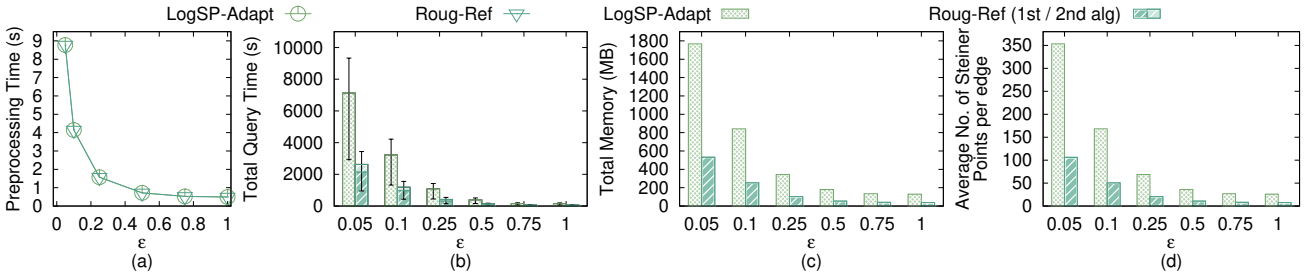 LogSP-Adapt Roug-Ref LogSP-Adapt Roug-Ref (1st / 2nd alg)
Preprocessing Time (s)
9
8
7
6
5
4
3
2
1
0
0 0.2 0.4 0.6 0.8 1
ε
(a)
Total Query Time (s)
10000
8000
6000
4000
2000
0
0.05 0.1 0.25 0.5 0.75 1
ε
(b)
Total Memory (MB)
1800
1600
1400
1200
1000
800
600
400
200
0
0.05 0.1 0.25 0.5 0.75 1
ε
(c)
Average No. of Steiner
Points per edge
350
300
250
200
150
100
50
0
0.05 0.1 0.25 0.5 0.75 1
ε
(d)